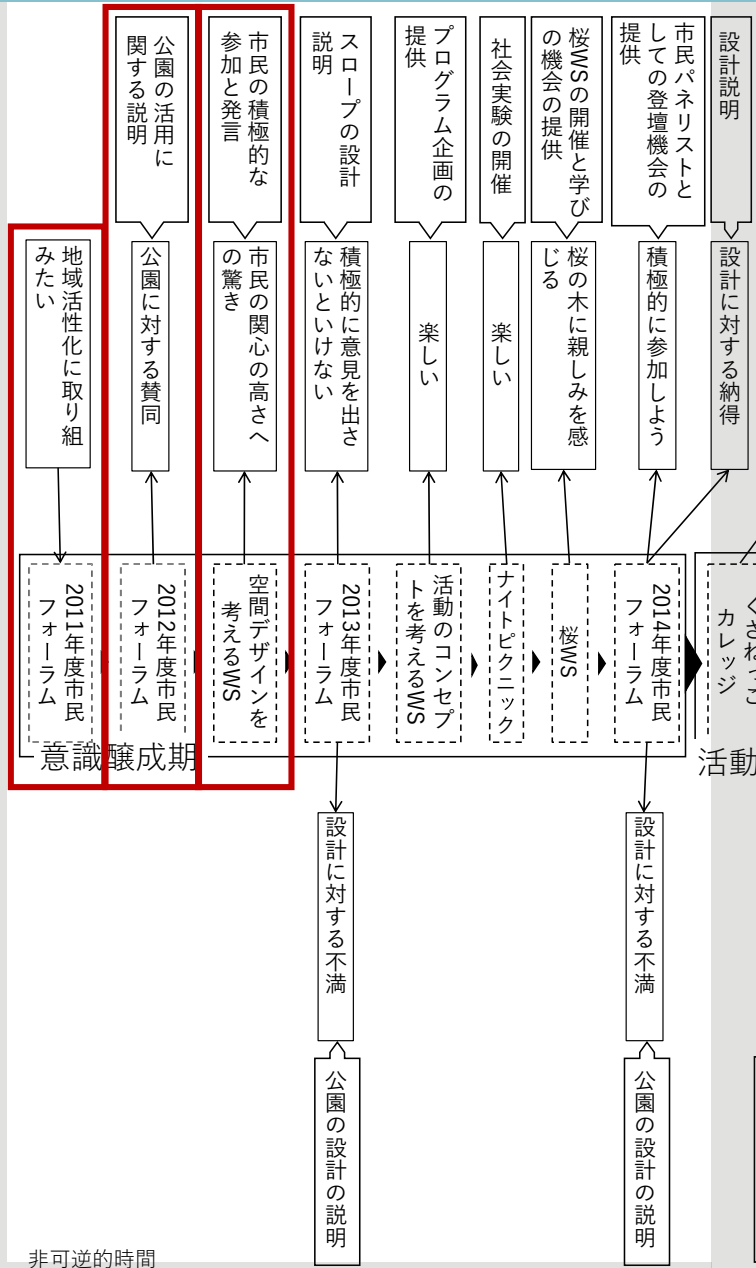 公園の活用に
関する説明
市民の積極的な
参加と発言
スロープの設計
説明
プログラム企画の
提供
社会実験の開催
桜WSの開催と学び
の機会の提供
市民パネリストと
しての登壇機会の
提供
設計説明
地域活性化に取り組
みたい
公園に対する賛同
市民の関心の高さへ
の驚き
積極的に意見を出さ
ないといけない
楽しい
楽しい
桜の木に親しみを感
じる
積極的に参加しよう
設計に対する納得
2011年度市民
フォーラム
2012年度市民
フォーラム
空間デザインを
考えるWS
2013年度市民
フォーラム
活動のコンセプ
トを考えるWS
ナイトピクニック
桜WS
2014年度市民
フォーラム
くさねっこ
カレッジ
意識醸成期
活動
設計に対する不満
設計に対する不満
公園の設計の説明
公園の設計の説明
非可逆的時間